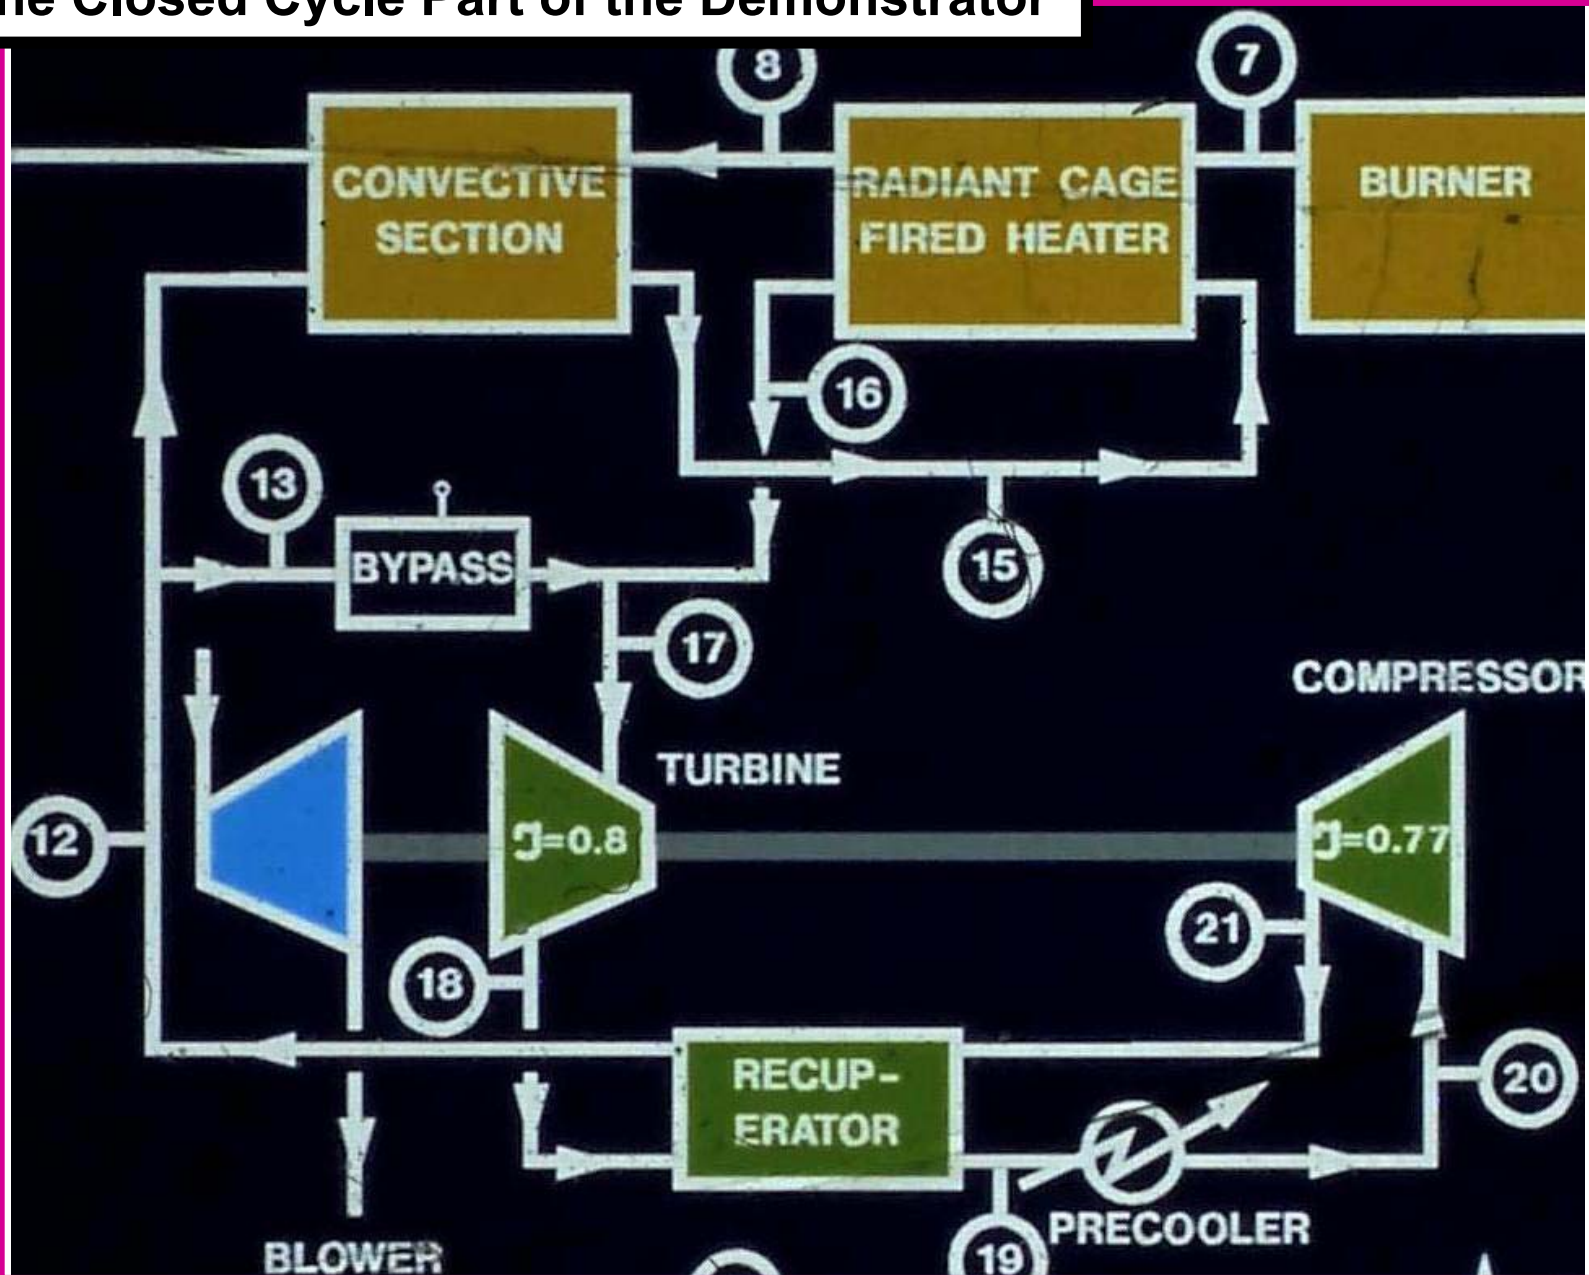 he Closed Cycle Part of the Demonstrator
8
7
CONVECTIVE
SECTION
RADIANT CAGE
FIRED HEATER
BURNER
16
13
BYPASS
15
17
COMPRESSOR
TURBINE
12
=0.8
=0.77
21
18
RECUP-
ERATOR
20
PRECOOLER
19
BLOWER